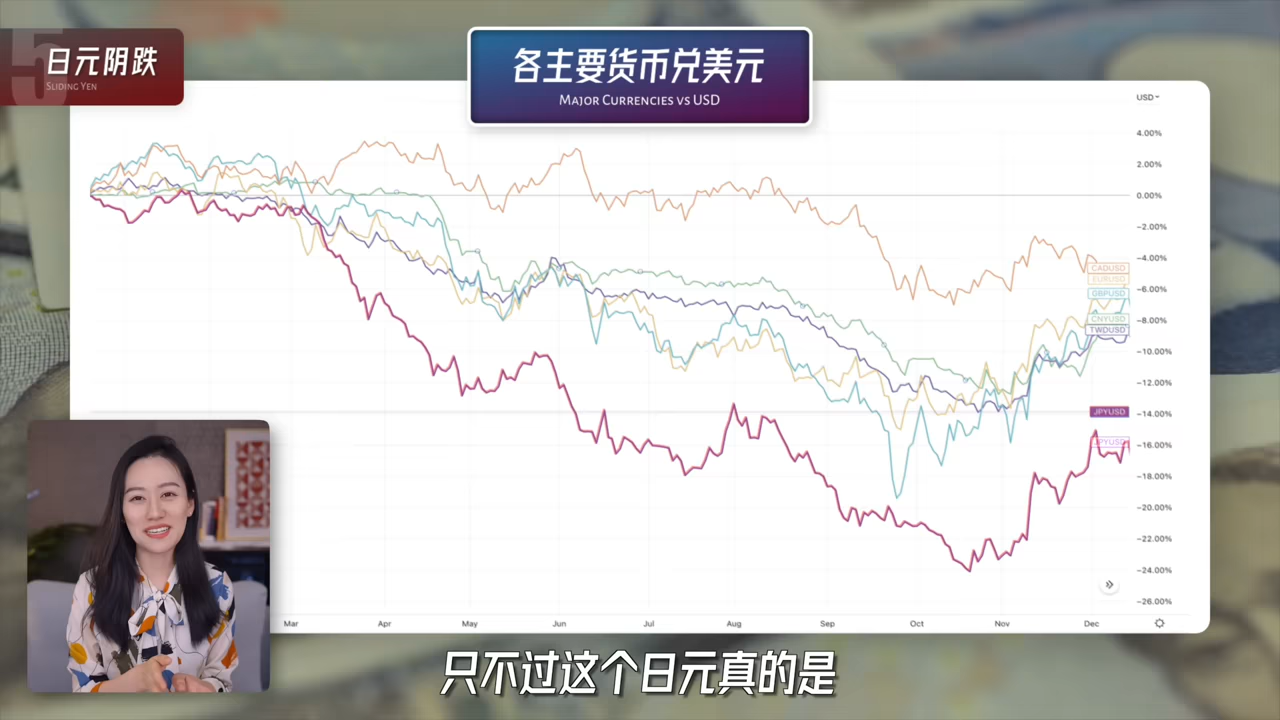 5
日元阴跌
Sliding Yen
各主要货币兑美元
Major Currencies vs USD
USD
4.00%
2.00%
0.00%
−2.00%
−4.00%
CADUSD
EURUSD
−6.00%
GBPUSD
−8.00%
CNYUSD
TWDUSD
−10.00%
−12.00%
JPYUSD
−14.00%
JPYUSD
−16.00%
−18.00%
−20.00%
−22.00%
−24.00%
−26.00%
Mar Apr May Jun Jul Aug Sep Oct Nov Dec
只不过这个日元真的是